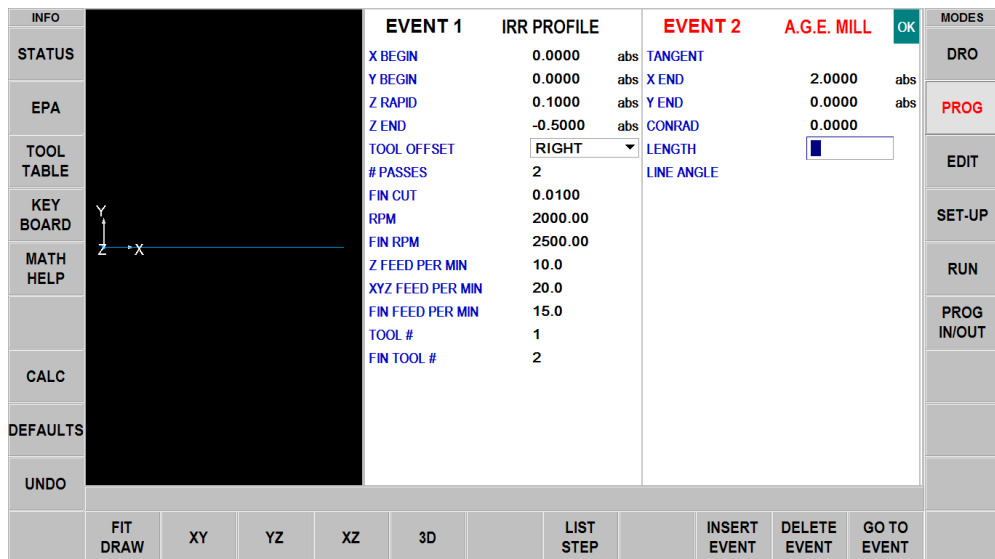 INFO
STATUS
EPA
TOOL
TABLE
KEY
BOARD
MATH
HELP
CALC
DEFAULTS
UNDO
Y
Z X
EVENT 1 IRR PROFILE
X BEGIN 0.0000 abs
Y BEGIN 0.0000 abs
Z RAPID 0.1000 abs
Z END -0.5000 abs
TOOL OFFSET RIGHT
# PASSES 2
FIN CUT 0.0100
RPM 2000.00
FIN RPM 2500.00
Z FEED PER MIN 10.0
XYZ FEED PER MIN 20.0
FIN FEED PER MIN 15.0
TOOL # 1
FIN TOOL # 2
EVENT 2 A.G.E. MILL OK
TANGENT
X END 2.0000 abs
Y END 0.0000 abs
CONRAD 0.0000
LENGTH
LINE ANGLE
MODES
DRO
PROG
EDIT
SET-UP
RUN
PROG
IN/OUT
FIT
DRAW
XY
YZ
XZ
3D
LIST
STEP
INSERT
EVENT
DELETE
EVENT
GO TO
EVENT